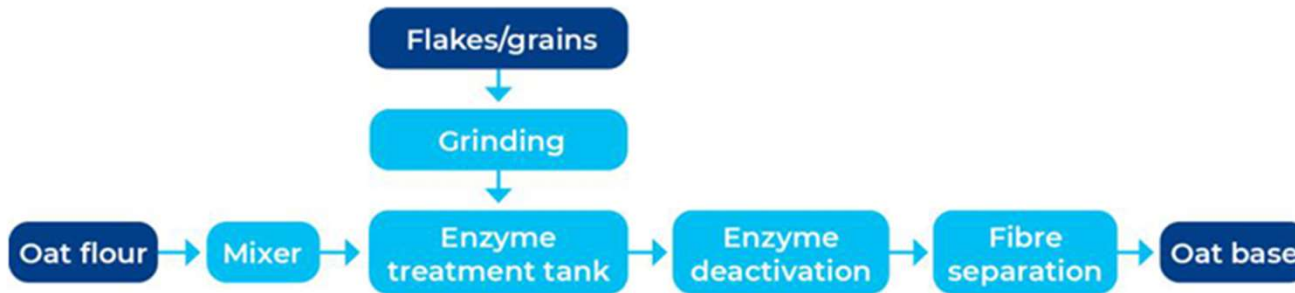 Flakes/grains
Grinding
Oat flour
Mixer
Enzyme
treatment tank
Enzyme
deactivation
Fibre
separation
Oat base